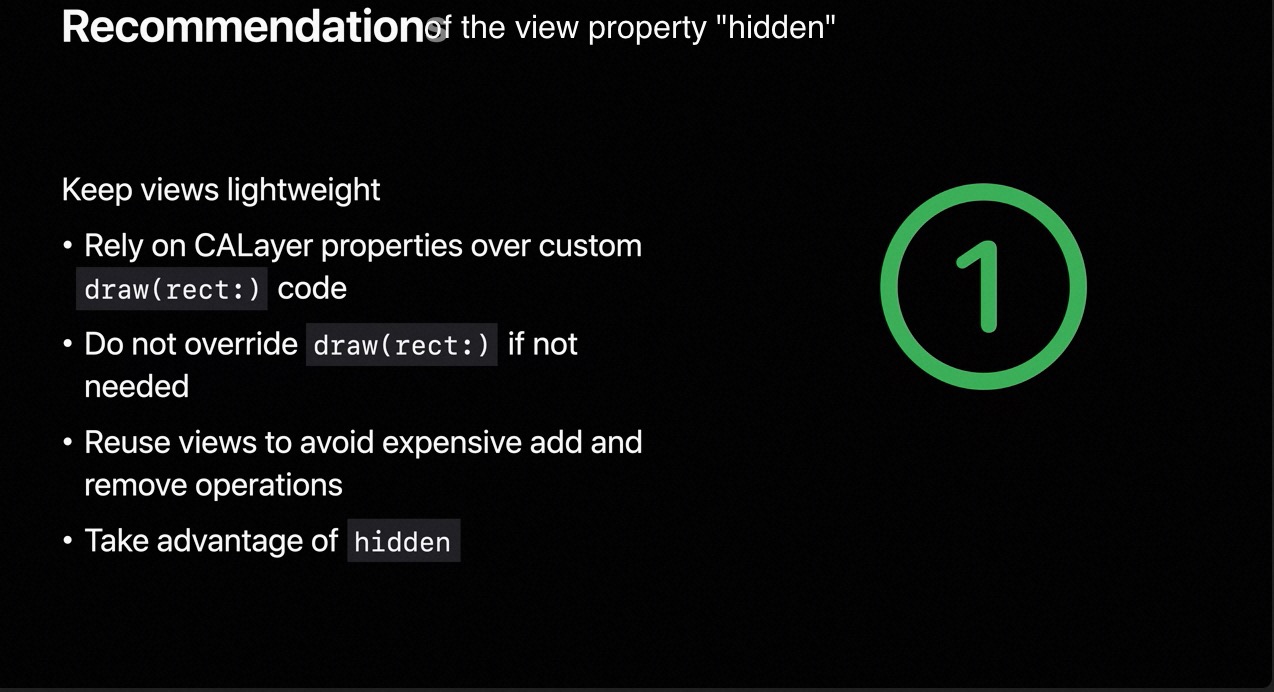 Recommendations
of the view property "hidden"
Keep views lightweight
• Rely on CALayer properties over custom
draw(rect:) code
• Do not override draw(rect:) if not
needed
• Reuse views to avoid expensive add and
remove operations
• Take advantage of hidden
1